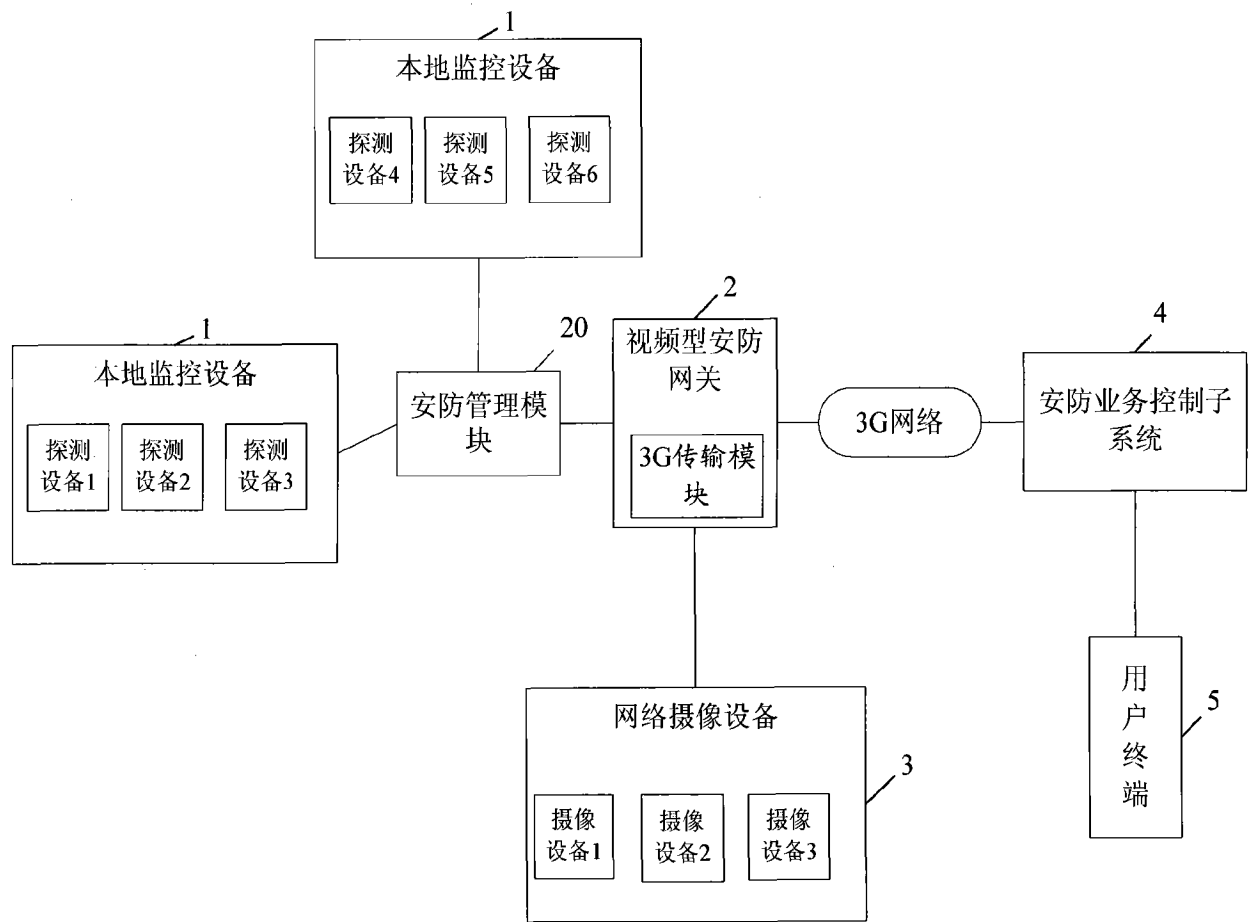 1
本地监控设备
探测
设备4
探测
设备5
探测
设备6
1
本地监控设备
探测
设备1
探测
设备2
探测
设备3
20
安防管理模
块
2
视频型安防
网关
3G传输模
块
3G网络
4
安防业务控制子
系统
网络摄像设备
3
摄像
设备1
摄像
设备2
摄像
设备3
用
户
终
端
5